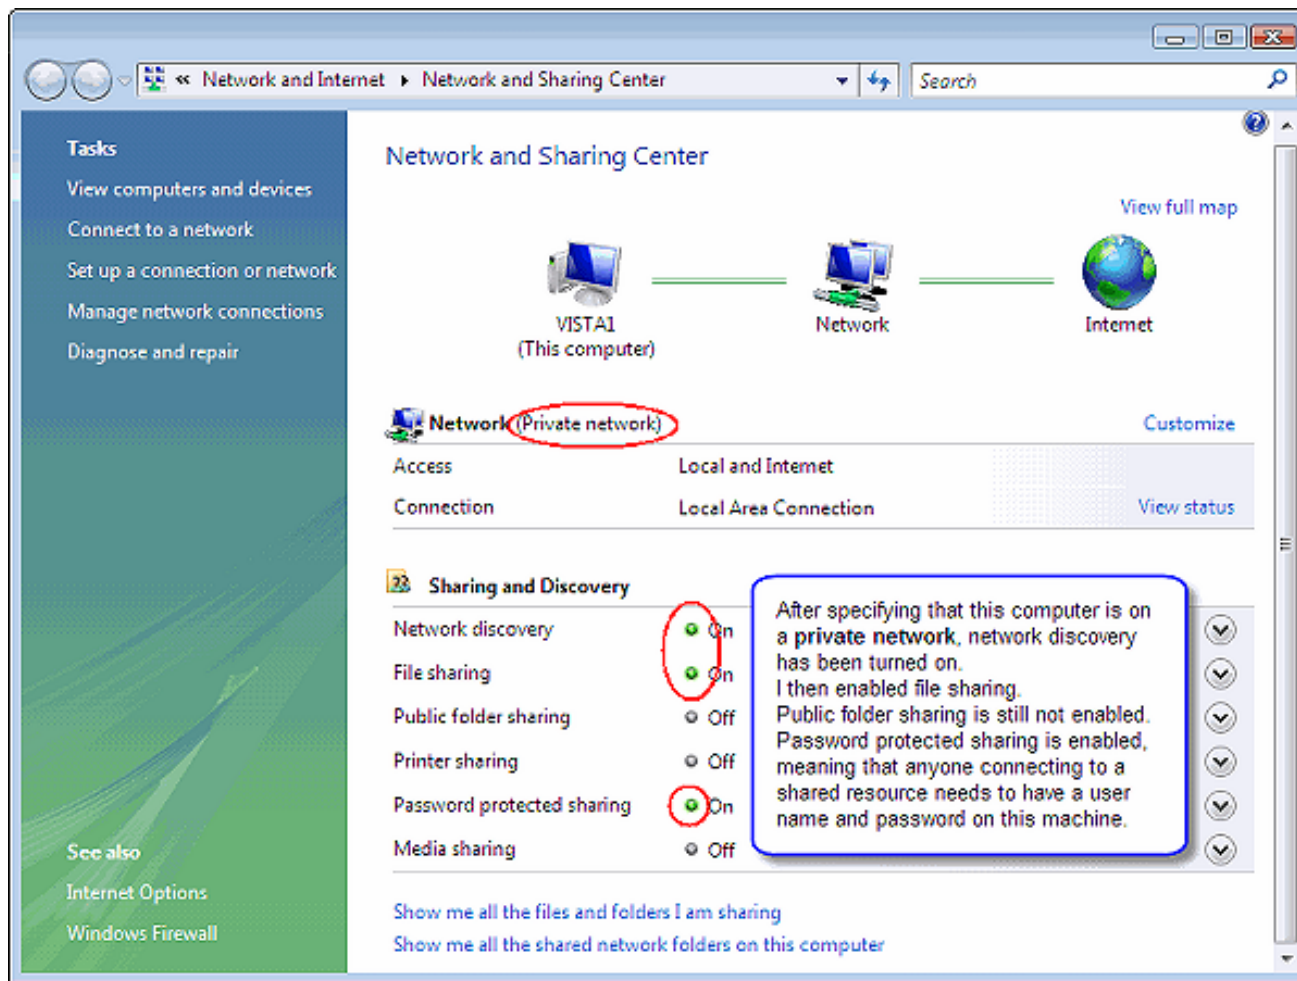 « Network and Internet ▸ Network and Sharing Center
Search
Tasks
View computers and devices
Connect to a network
Set up a connection or network
Manage network connections
Diagnose and repair
See also
Internet Options
Windows Firewall
Network and Sharing Center
View full map
VISTA1
(This computer)
Network
Internet
Network (Private network)
Customize
Access Local and Internet
Connection Local Area Connection View status
Sharing and Discovery
Network discovery On
File sharing On
Public folder sharing Off
Printer sharing Off
Password protected sharing On
Media sharing Off
After specifying that this computer is on
a private network, network discovery
has been turned on.
I then enabled file sharing.
Public folder sharing is still not enabled.
Password protected sharing is enabled,
meaning that anyone connecting to a
shared resource needs to have a user
name and password on this machine.
Show me all the files and folders I am sharing
Show me all the shared network folders on this computer